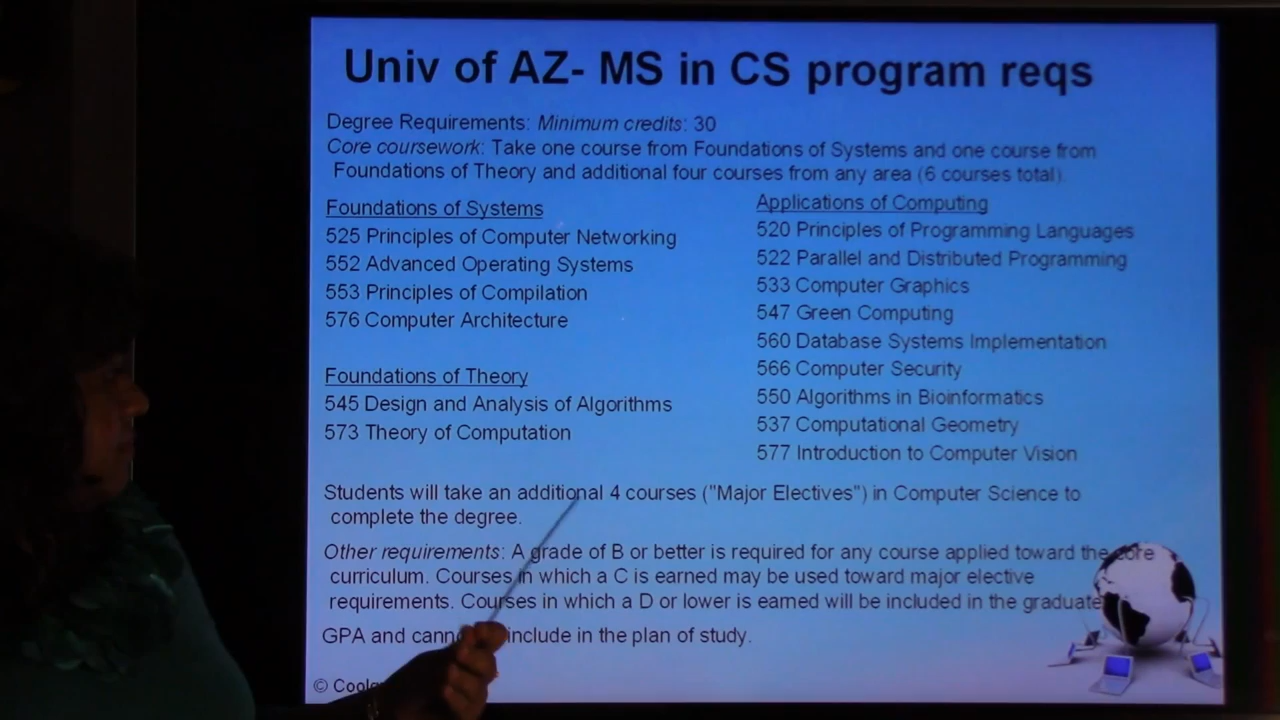 Univ of AZ- MS in CS program reqs
Degree Requirements: Minimum credits: 30
Core coursework: Take one course from Foundations of Systems and one course from
Foundations of Theory and additional four courses from any area (6 courses total).
Foundations of Systems
525 Principles of Computer Networking
552 Advanced Operating Systems
553 Principles of Compilation
576 Computer Architecture
Foundations of Theory
545 Design and Analysis of Algorithms
573 Theory of Computation
Applications of Computing
520 Principles of Programming Languages
522 Parallel and Distributed Programming
533 Computer Graphics
547 Green Computing
560 Database Systems Implementation
566 Computer Security
550 Algorithms in Bioinformatics
537 Computational Geometry
577 Introduction to Computer Vision
Students will take an additional 4 courses ("Major Electives") in Computer Science to
complete the degree.
Other requirements: A grade of B or better is required for any course applied toward the core
curriculum. Courses in which a C is earned may be used toward major elective
requirements. Courses in which a D or lower is earned will be included in the graduate
GPA and include in the plan of study.
©